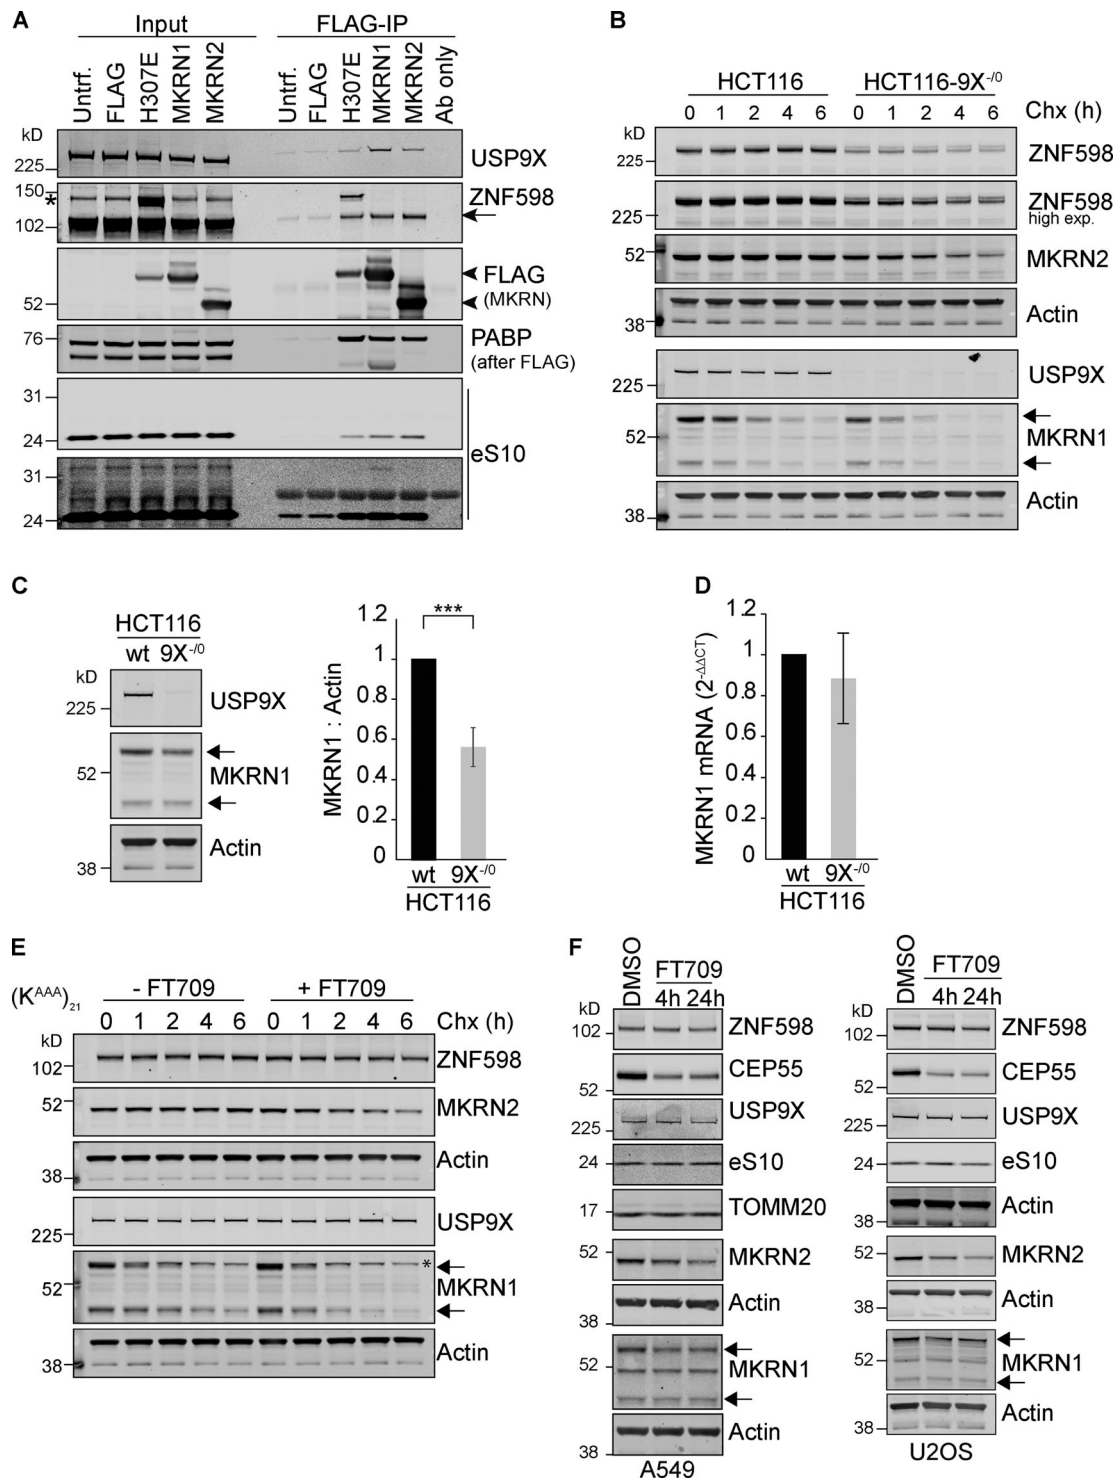 A
Input FLAG-IP
Untrf. FLAG H307E MKRN1 MKRN2 Untrf. FLAG H307E MKRN1 MKRN2 Ab only
kD
225 USP9X
150 ZNF598
*
102
FLAG
52 (MKRN)
76 PABP
(after FLAG)
31
24
eS10
31
24
B
HCT116 HCT116-9X-/0
0 1 2 4 6 0 1 2 4 6 Chx (h)
kD
225 ZNF598
ZNF598
225 high exp.
52 MKRN2
Actin
38
USP9X
225
MKRN1
52
Actin
38
C
HCT116
wt 9X-/0
kD
USP9X
225
52 MKRN1
Actin
38
***
MKRN1 : Actin
1.2
1
0.8
0.6
0.4
0.2
0
wt 9X-/0
HCT116
D
MKRN1 mRNA (2-ΔΔCT)
1.2
1
0.8
0.6
0.4
0.2
0
wt 9X-/0
HCT116
E
(KAAA)21 - FT709 + FT709
0 1 2 4 6 0 1 2 4 6 Chx (h)
kD
102 ZNF598
52 MKRN2
Actin
38
USP9X
225
*
52 MKRN1
Actin
38
F
DMSO FT709
4h 24h
kD
102 ZNF598
CEP55
52
USP9X
225
24 eS10
17 TOMM20
52 MKRN2
Actin
38
52 MKRN1
Actin
38
A549
DMSO FT709
4h 24h
kD
102 ZNF598
CEP55
52
USP9X
225
24 eS10
Actin
38
52 MKRN2
Actin
38
52 MKRN1
Actin
38
U2OS